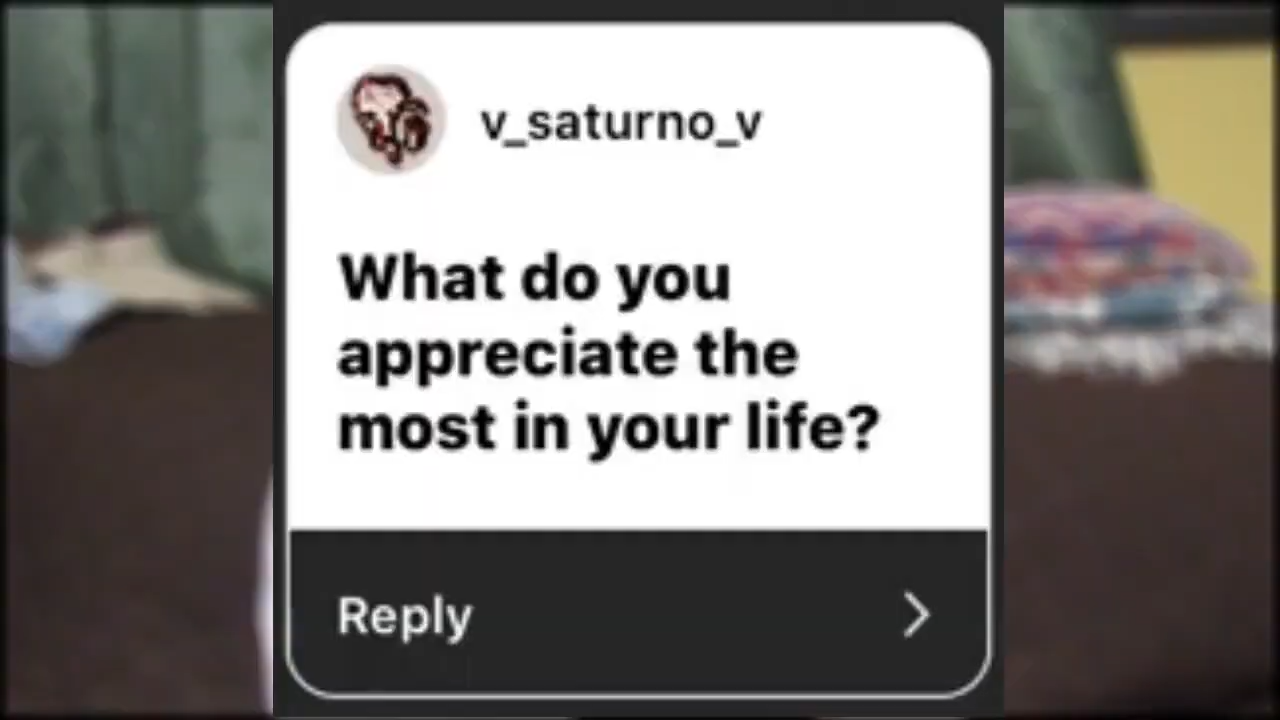 v_saturno_v
What do you
appreciate the
most in your life?
Reply